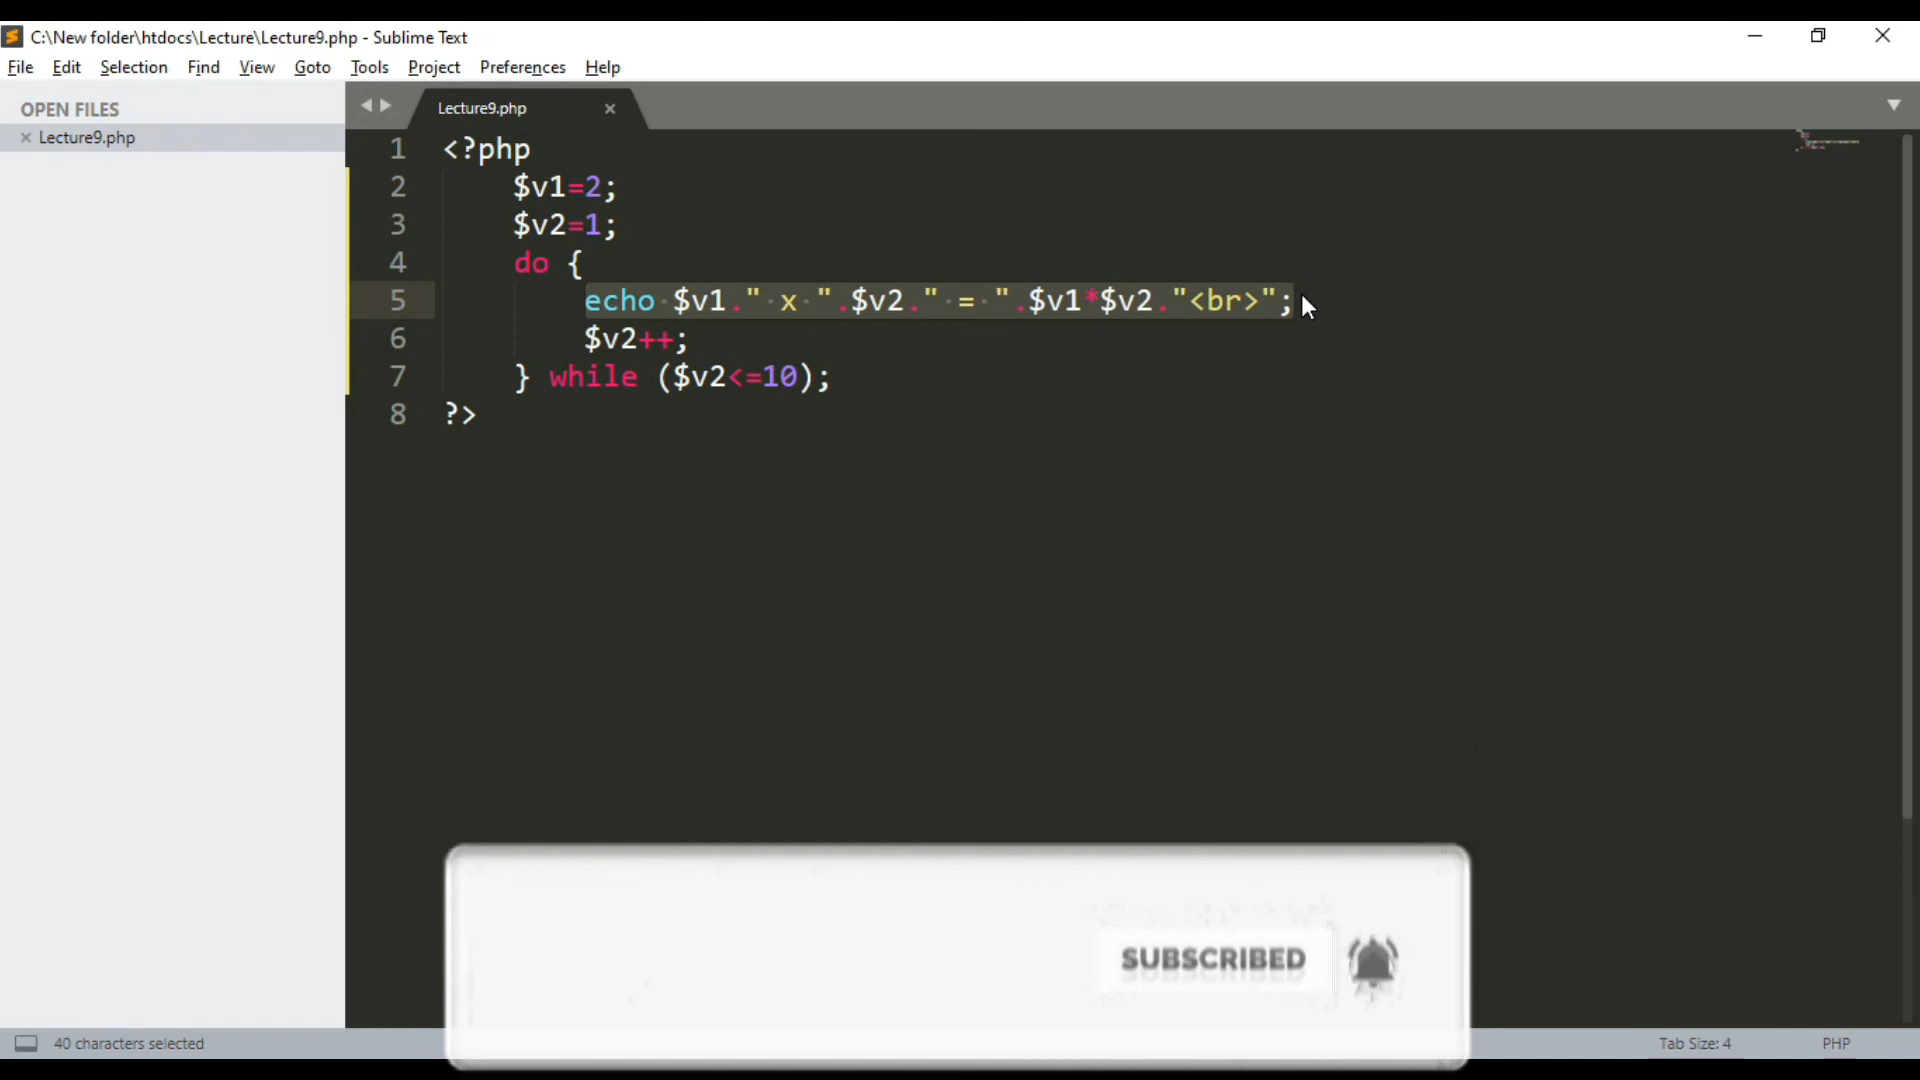 C:\New folder\htdocs\Lecture\Lecture9.php - Sublime Text
File Edit Selection Find View Goto Tools Project Preferences Help
OPEN FILES
Lecture9.php
Lecture9.php
1 <?php
2 $v1=2;
3 $v2=1;
4 do {
5 echo $v1." x ".$v2." = ".$v1*$v2."<br>";
6 $v2++;
7 } while ($v2<=10);
8 ?>
SUBSCRIBED
40 characters selected
Tab Size: 4
PHP